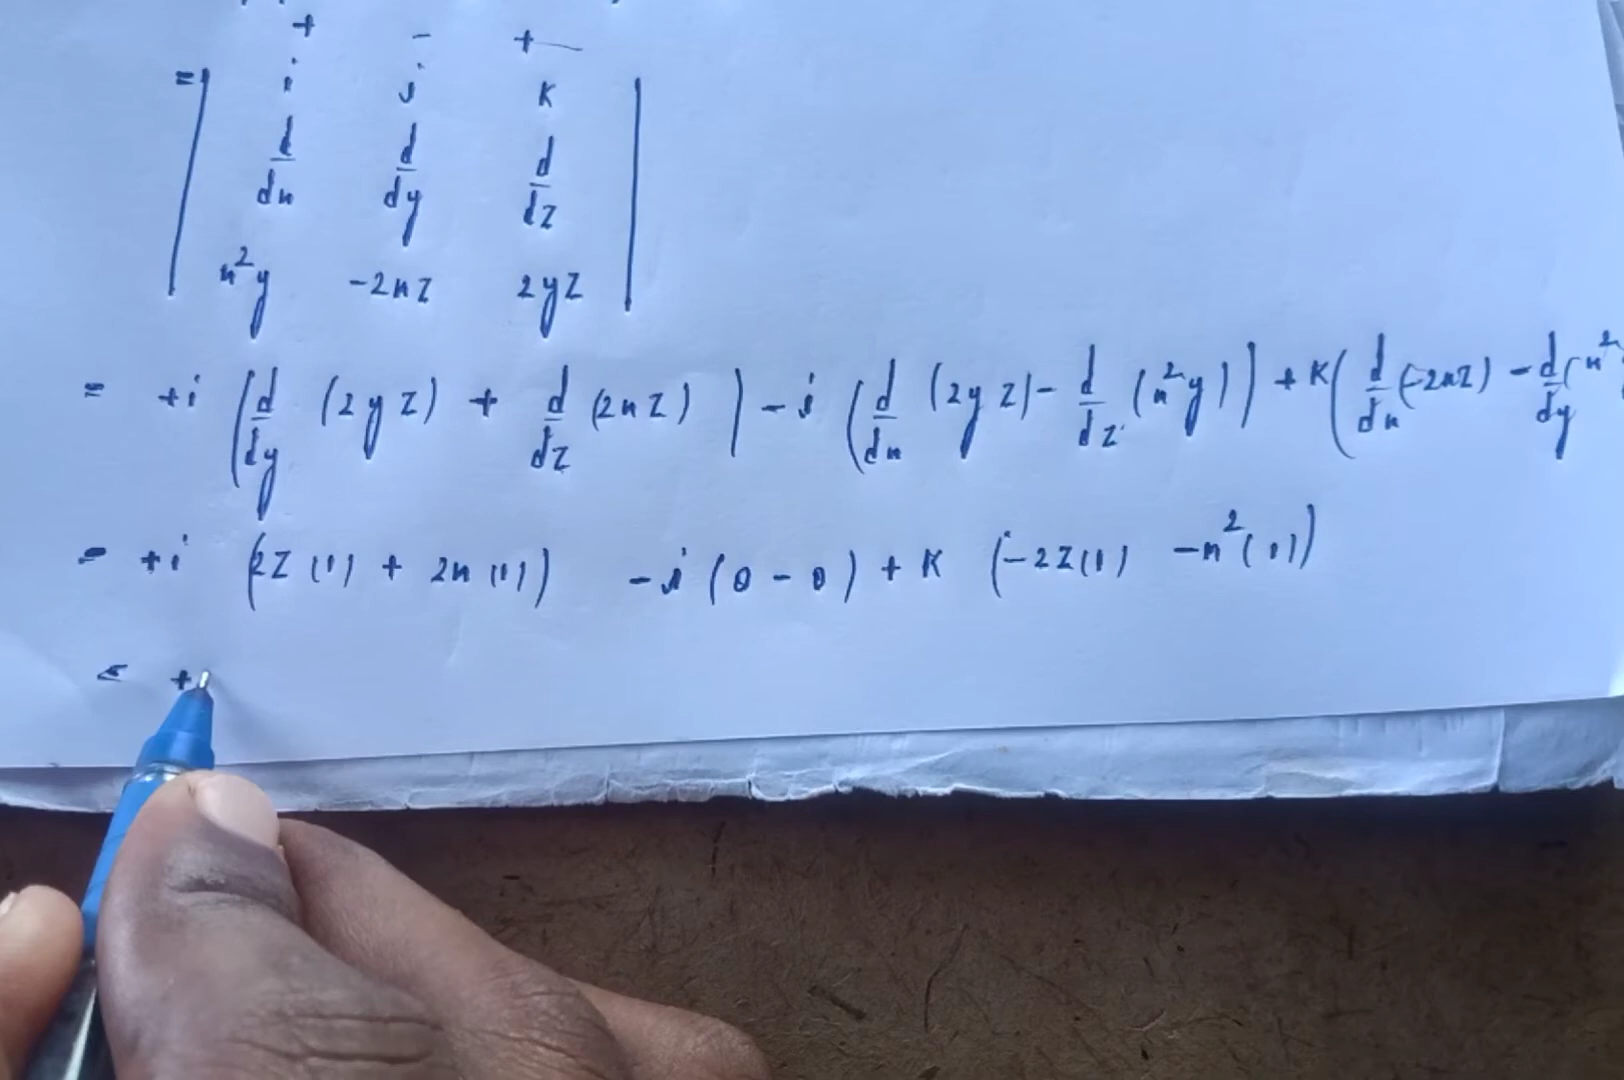 + - +
= | i j k |
d/dx d/dy d/dz
x²y -2xz 2yz
= +i (d/dy (2yz) + d/dz (2xz)) - j (d/dx (2yz) - d/dz (x²y)) + k (d/dx (-2xz) - d/dy (x²
= +i (2z(1) + 2x(1)) - j (0 - 0) + k (-2z(1) - x²(1))
= +